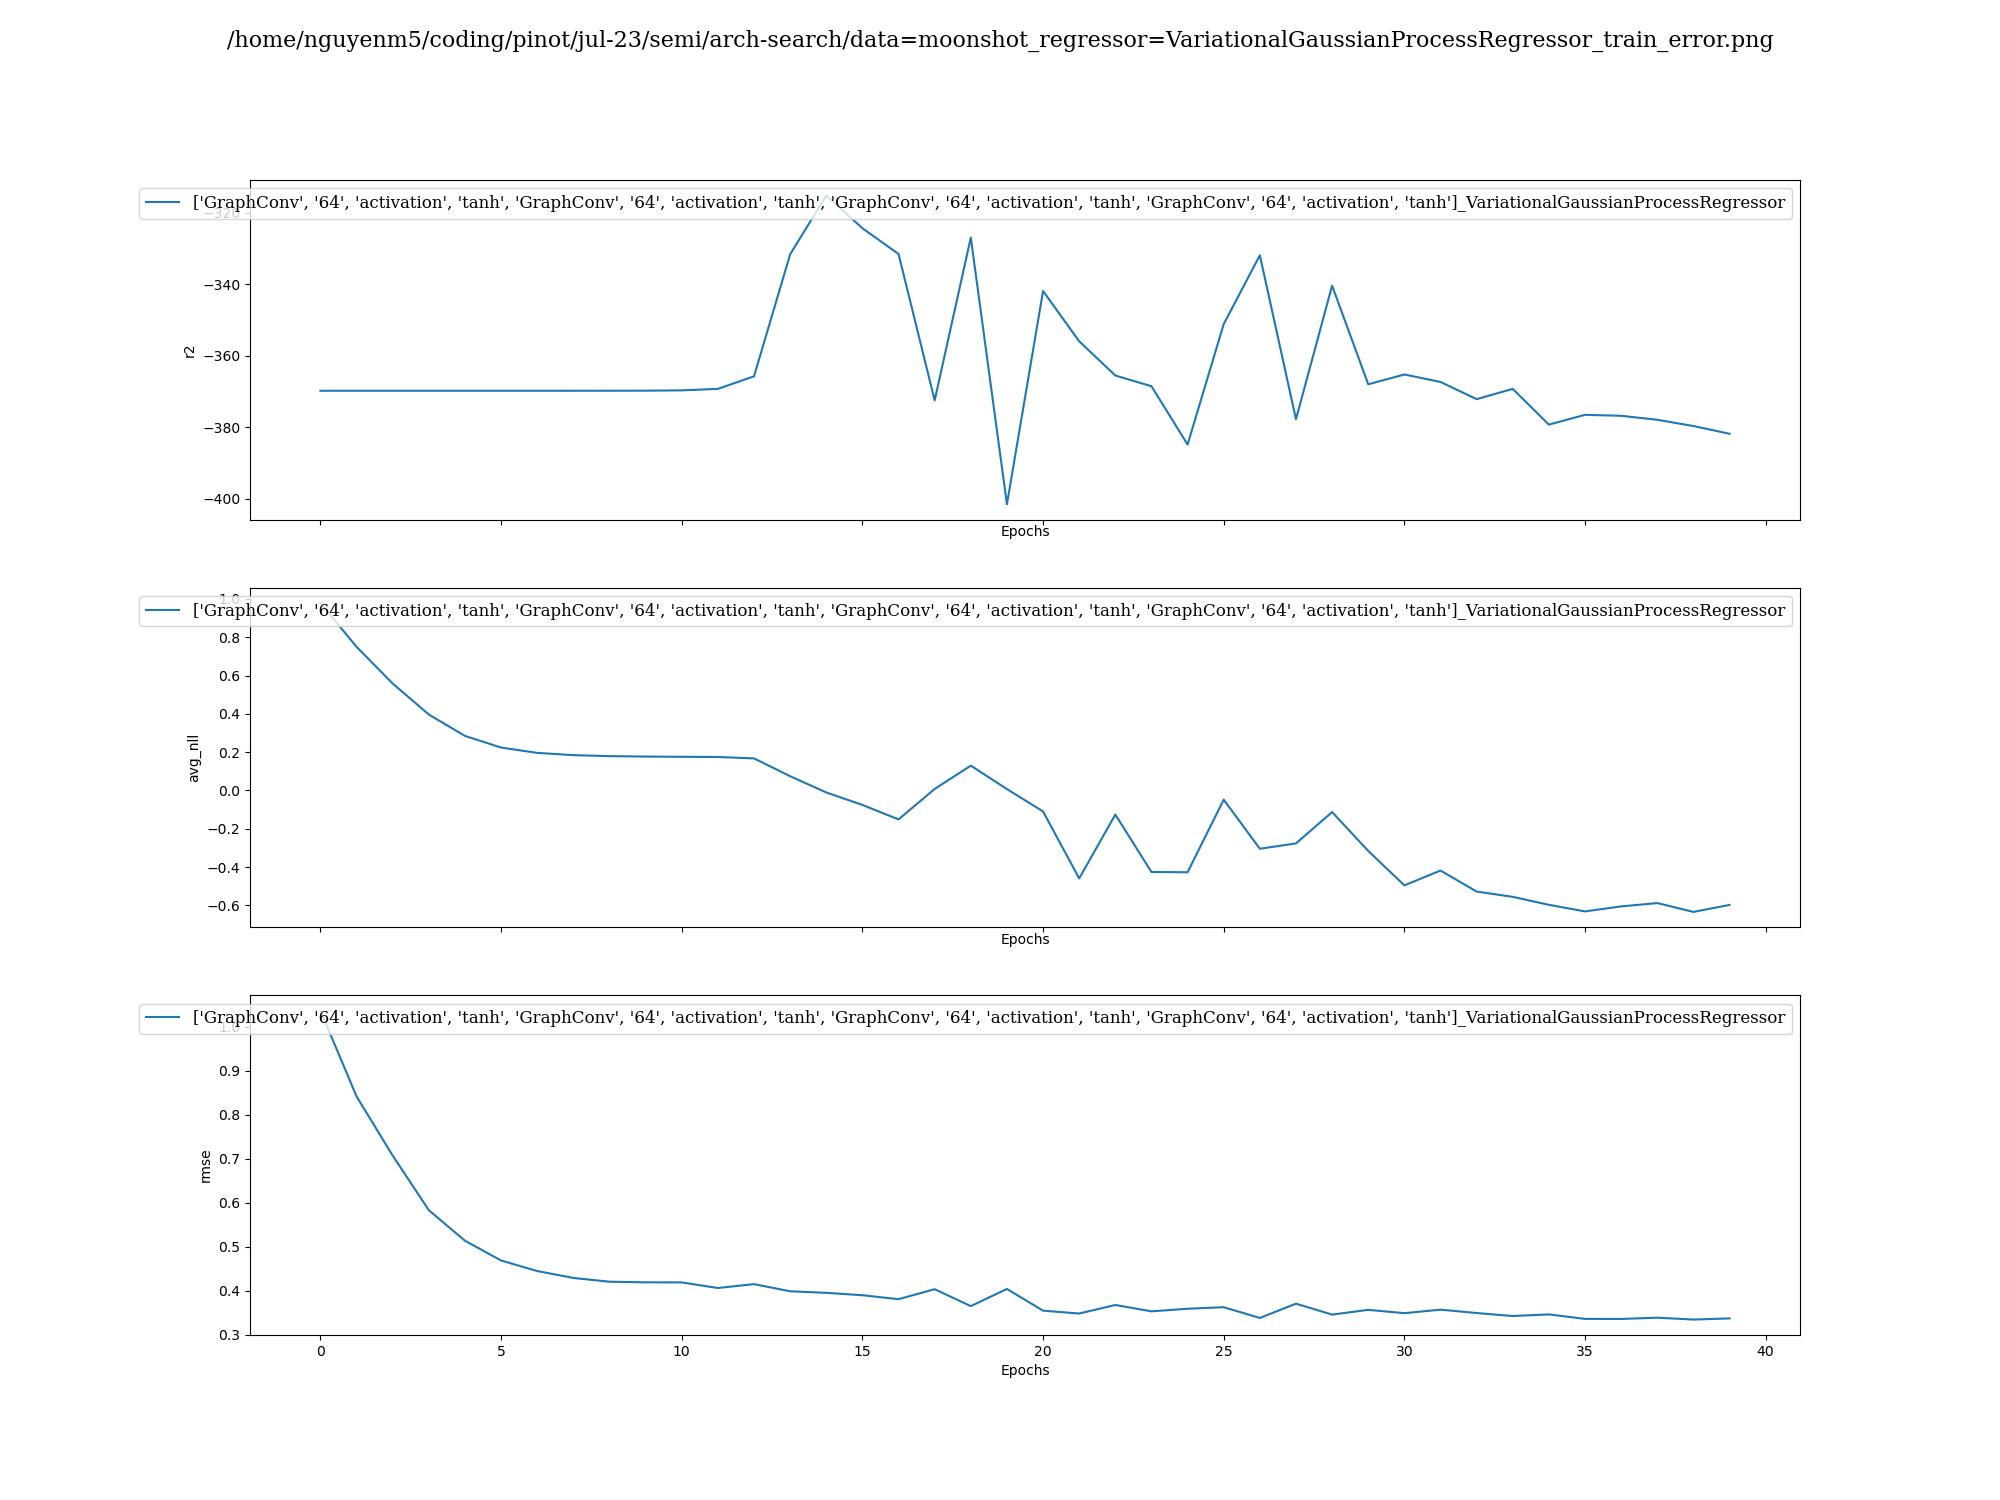 /home/nguyenm5/coding/pinot/jul-23/semi/arch-search/data=moonshot_regressor=VariationalGaussianProcessRegressor_train_error.png
['GraphConv', '64', 'activation', 'tanh', 'GraphConv', '64', 'activation', 'tanh', 'GraphConv', '64', 'activation', 'tanh', 'GraphConv', '64', 'activation', 'tanh']_VariationalGaussianProcessRegressor
−320
−340
−360
−380
−400
r2
Epochs
1.0
['GraphConv', '64', 'activation', 'tanh', 'GraphConv', '64', 'activation', 'tanh', 'GraphConv', '64', 'activation', 'tanh', 'GraphConv', '64', 'activation', 'tanh']_VariationalGaussianProcessRegressor
0.8
0.6
0.4
0.2
0.0
−0.2
−0.4
−0.6
avg_nll
Epochs
['GraphConv', '64', 'activation', 'tanh', 'GraphConv', '64', 'activation', 'tanh', 'GraphConv', '64', 'activation', 'tanh', 'GraphConv', '64', 'activation', 'tanh']_VariationalGaussianProcessRegressor
1.0
0.9
0.8
0.7
0.6
0.5
0.4
0.3
rmse
0 5 10 15 20 25 30 35 40
Epochs